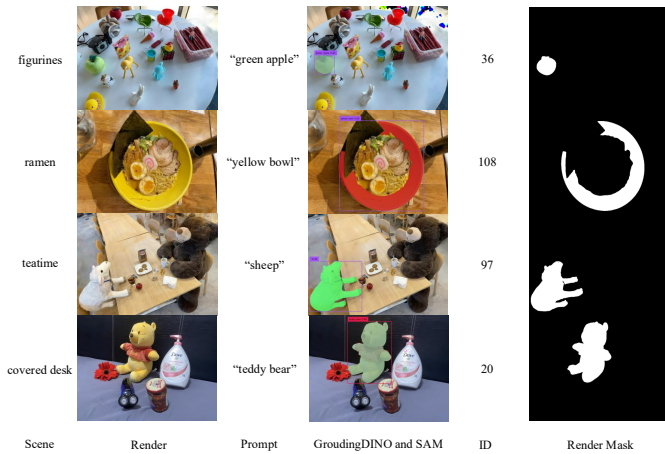 figurines “green apple” 36
ramen “yellow bowl” 108
teatime “sheep” 97
covered desk “teddy bear” 20
Scene Render Prompt GroudingDINO and SAM ID Render Mask